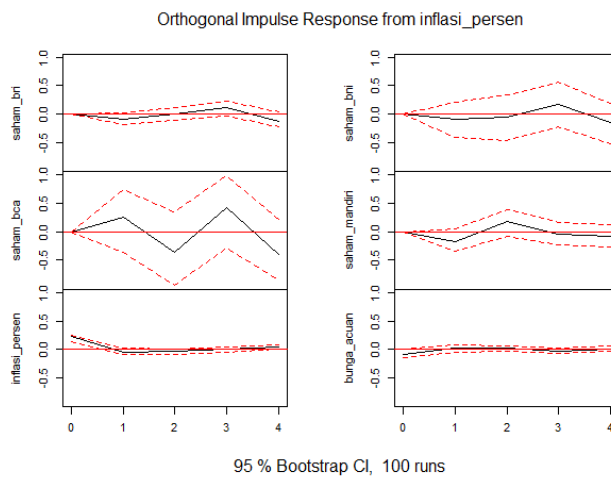 Orthogonal Impulse Response from inflasi_persen
saham_bri
-0.5 0.0 0.5 1.0
saham_bca
-0.5 0.0 0.5 1.0
inflasi_persen
-0.5 0.0 0.5 1.0
0 1 2 3 4
saham_bni
-0.5 0.0 0.5 1.0
saham_mandiri
-0.5 0.0 0.5 1.0
bunga_acuan
-0.5 0.0 0.5 1.0
0 1 2 3 4
95 % Bootstrap CI, 100 runs